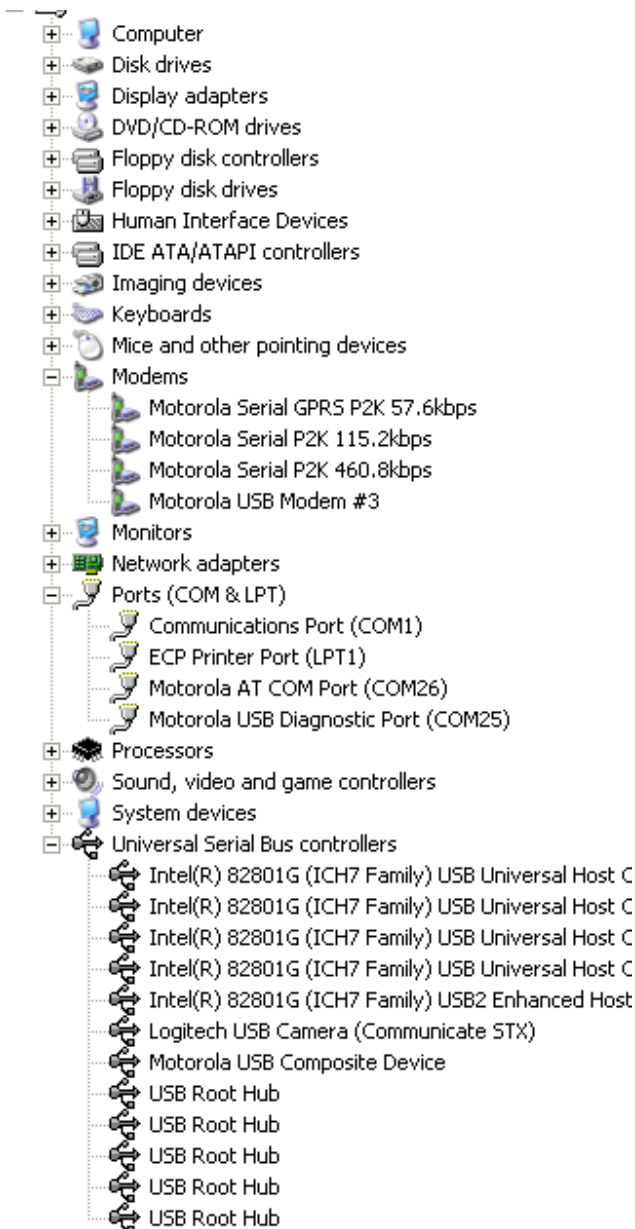 Computer
Disk drives
Display adapters
DVD/CD-ROM drives
Floppy disk controllers
Floppy disk drives
Human Interface Devices
IDE ATA/ATAPI controllers
Imaging devices
Keyboards
Mice and other pointing devices
Modems
Motorola Serial GPRS P2K 57.6kbps
Motorola Serial P2K 115.2kbps
Motorola Serial P2K 460.8kbps
Motorola USB Modem #3
Monitors
Network adapters
Ports (COM & LPT)
Communications Port (COM1)
ECP Printer Port (LPT1)
Motorola AT COM Port (COM26)
Motorola USB Diagnostic Port (COM25)
Processors
Sound, video and game controllers
System devices
Universal Serial Bus controllers
Intel(R) 82801G (ICH7 Family) USB Universal Host C
Intel(R) 82801G (ICH7 Family) USB Universal Host C
Intel(R) 82801G (ICH7 Family) USB Universal Host C
Intel(R) 82801G (ICH7 Family) USB Universal Host C
Intel(R) 82801G (ICH7 Family) USB2 Enhanced Host
Logitech USB Camera (Communicate STX)
Motorola USB Composite Device
USB Root Hub
USB Root Hub
USB Root Hub
USB Root Hub
USB Root Hub